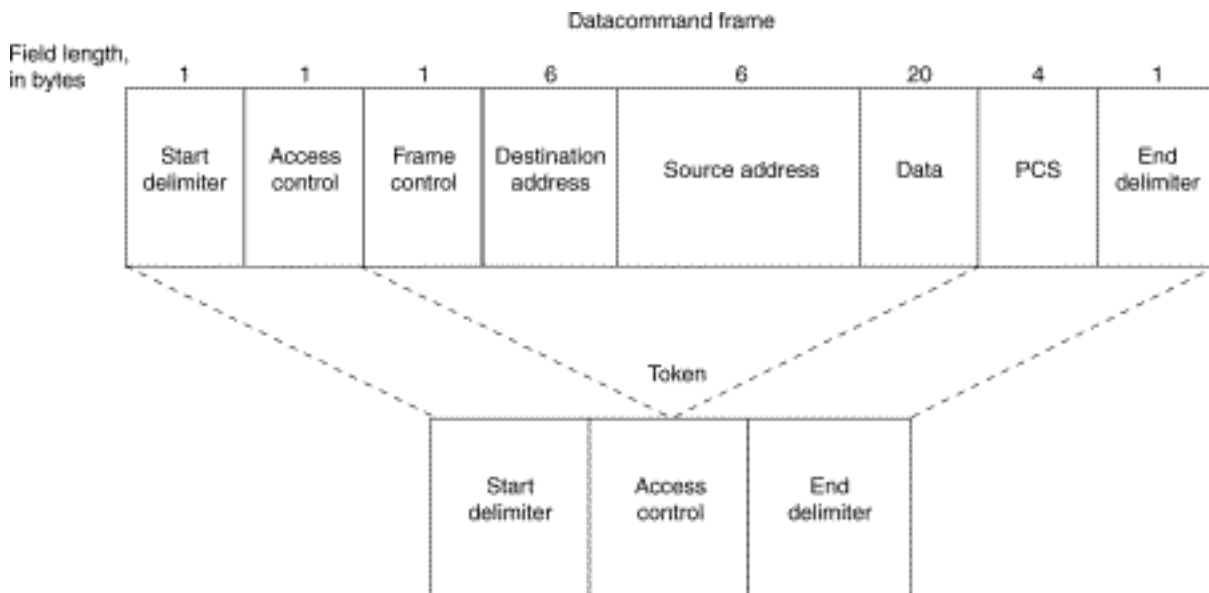 Datacommand frame
Field length,
in bytes
1 1 1 6 6 20 4 1
Start
delimiter
Access
control
Frame
control
Destination
address
Source address
Data
PCS
End
delimiter
Token
Start
delimiter
Access
control
End
delimiter